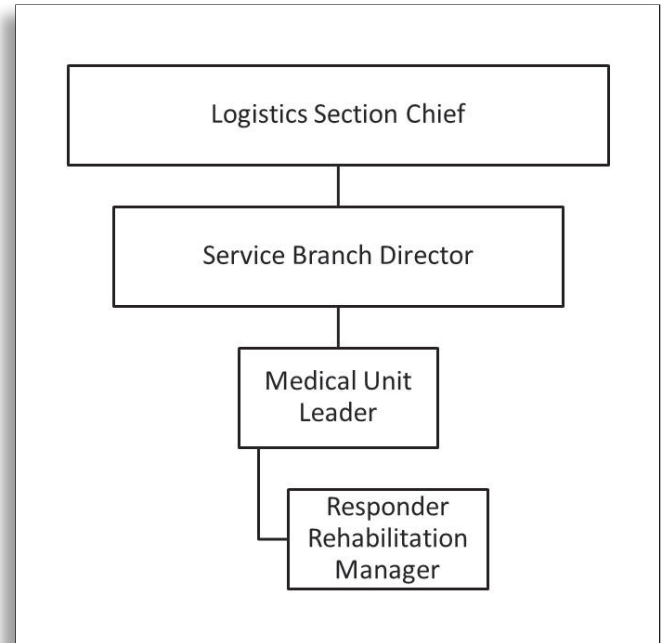 Logistics Section Chief
Service Branch Director
Medical Unit
Leader
Responder
Rehabilitation
Manager